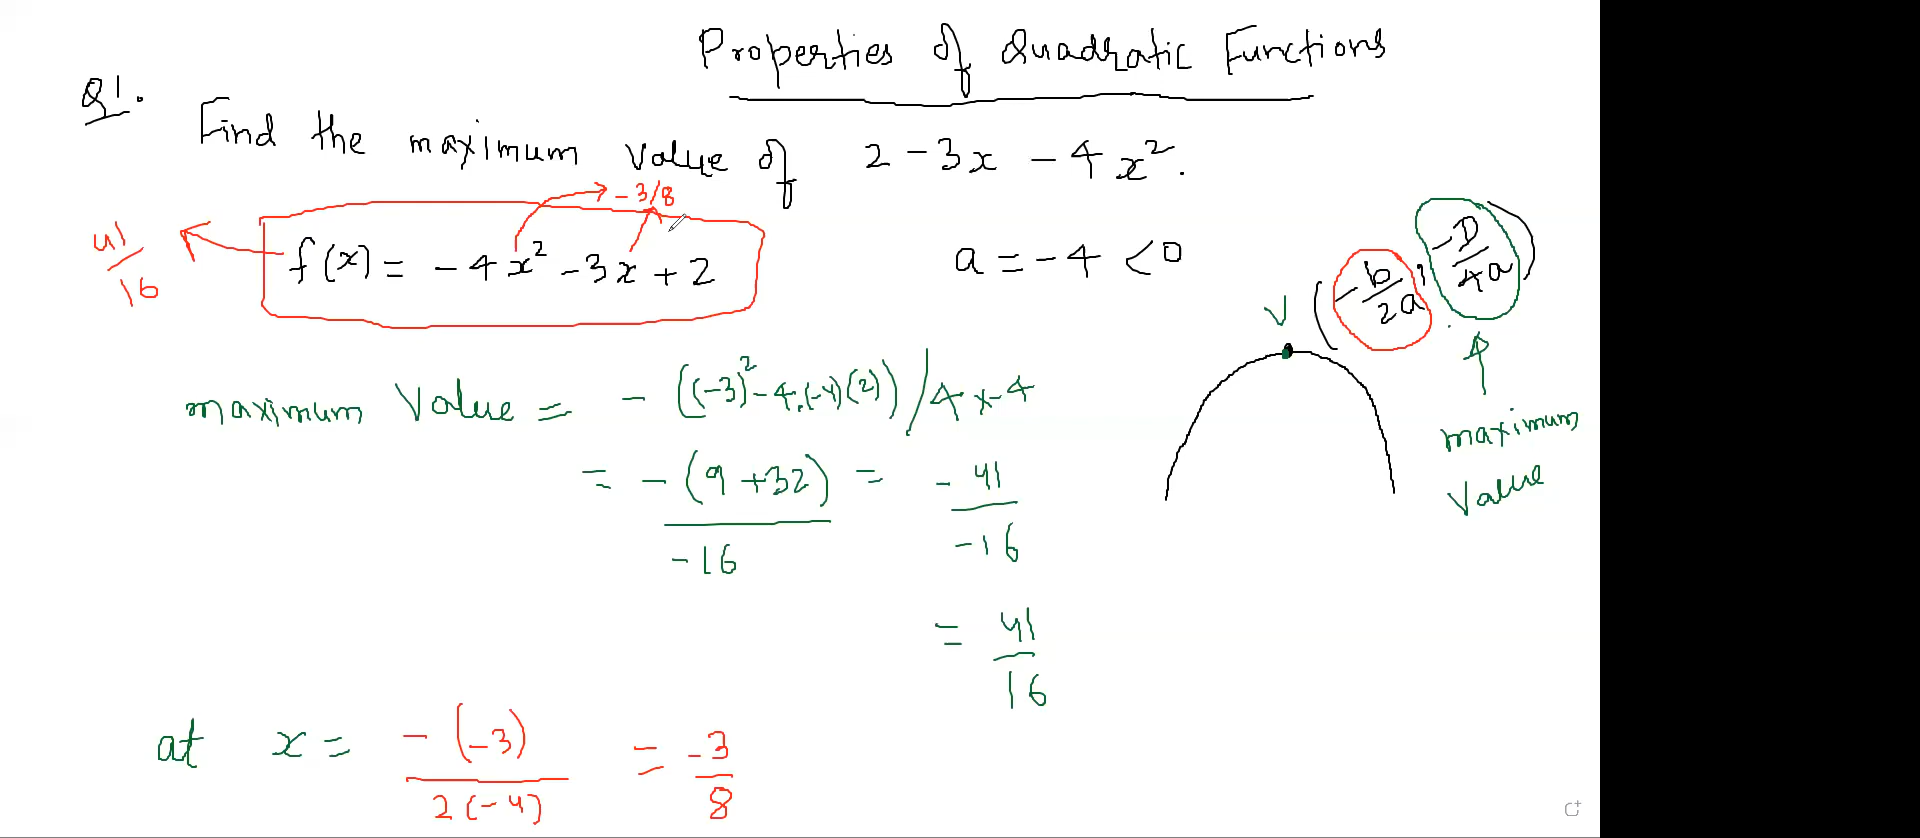 Properties of Quadratic Functions
Q1.
Find the maximum value of 2 - 3x - 4x².
-3/8
41/16
f(x) = -4x² - 3x + 2
a = -4 < 0
(-b/2a, -D/4a)
V
maximum value
maximum value = - ((-3)² - 4.(-4)(2)) / 4 x -4
= -(9 + 32)/-16 = -41/-16
= 41/16
at x = -(-3)/2(-4) = -3/8